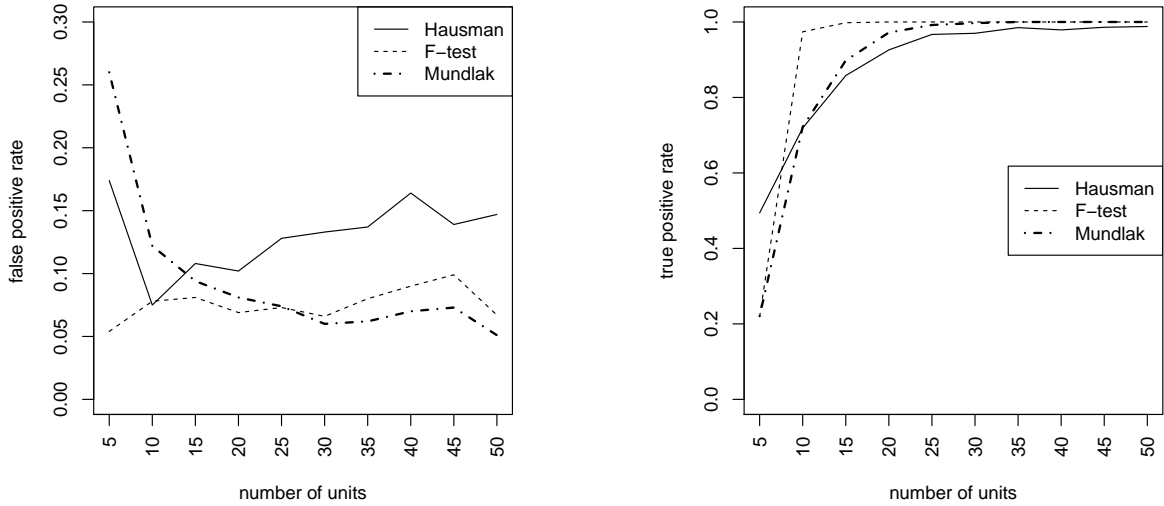 false positive rate
0.30
0.25
0.20
0.15
0.10
0.05
0.00
Hausman
F−test
Mundlak
5 10 15 20 25 30 35 40 45 50
number of units
true positive rate
1.0
0.8
0.6
0.4
0.2
0.0
Hausman
F−test
Mundlak
5 10 15 20 25 30 35 40 45 50
number of units